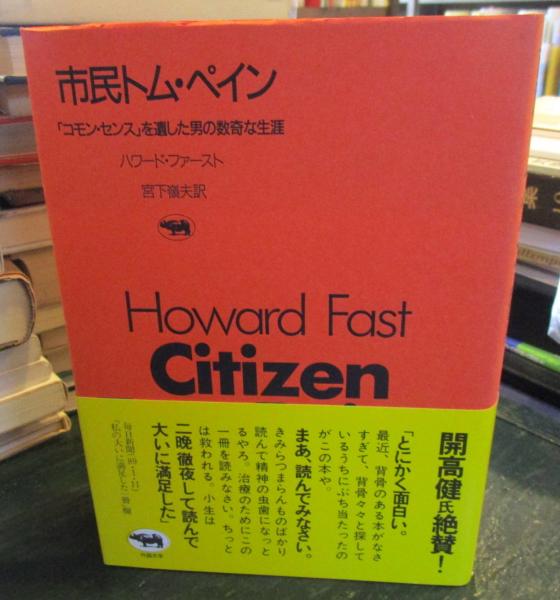 市民トム・ペイン
「コモン・センス」を遺した男の数奇な生涯
ハワード・ファースト
宮下嶺夫訳
Howard Fast
Citizen
開高健氏絶賛!
「とにかく面白い。
最近、背骨のある本がなさ
すぎて、背骨々々と探して
いるうちにぶち当たったの
がこの本や。
まあ、読んでみなさい。
きみらつまらんものばかり
読んで精神の虫歯になっと
るやろ。治療のためにこの
一冊を読みなさい。ちっと
は救われる。小生は
二晩徹夜して読んで
大いに満足した」
晶文社